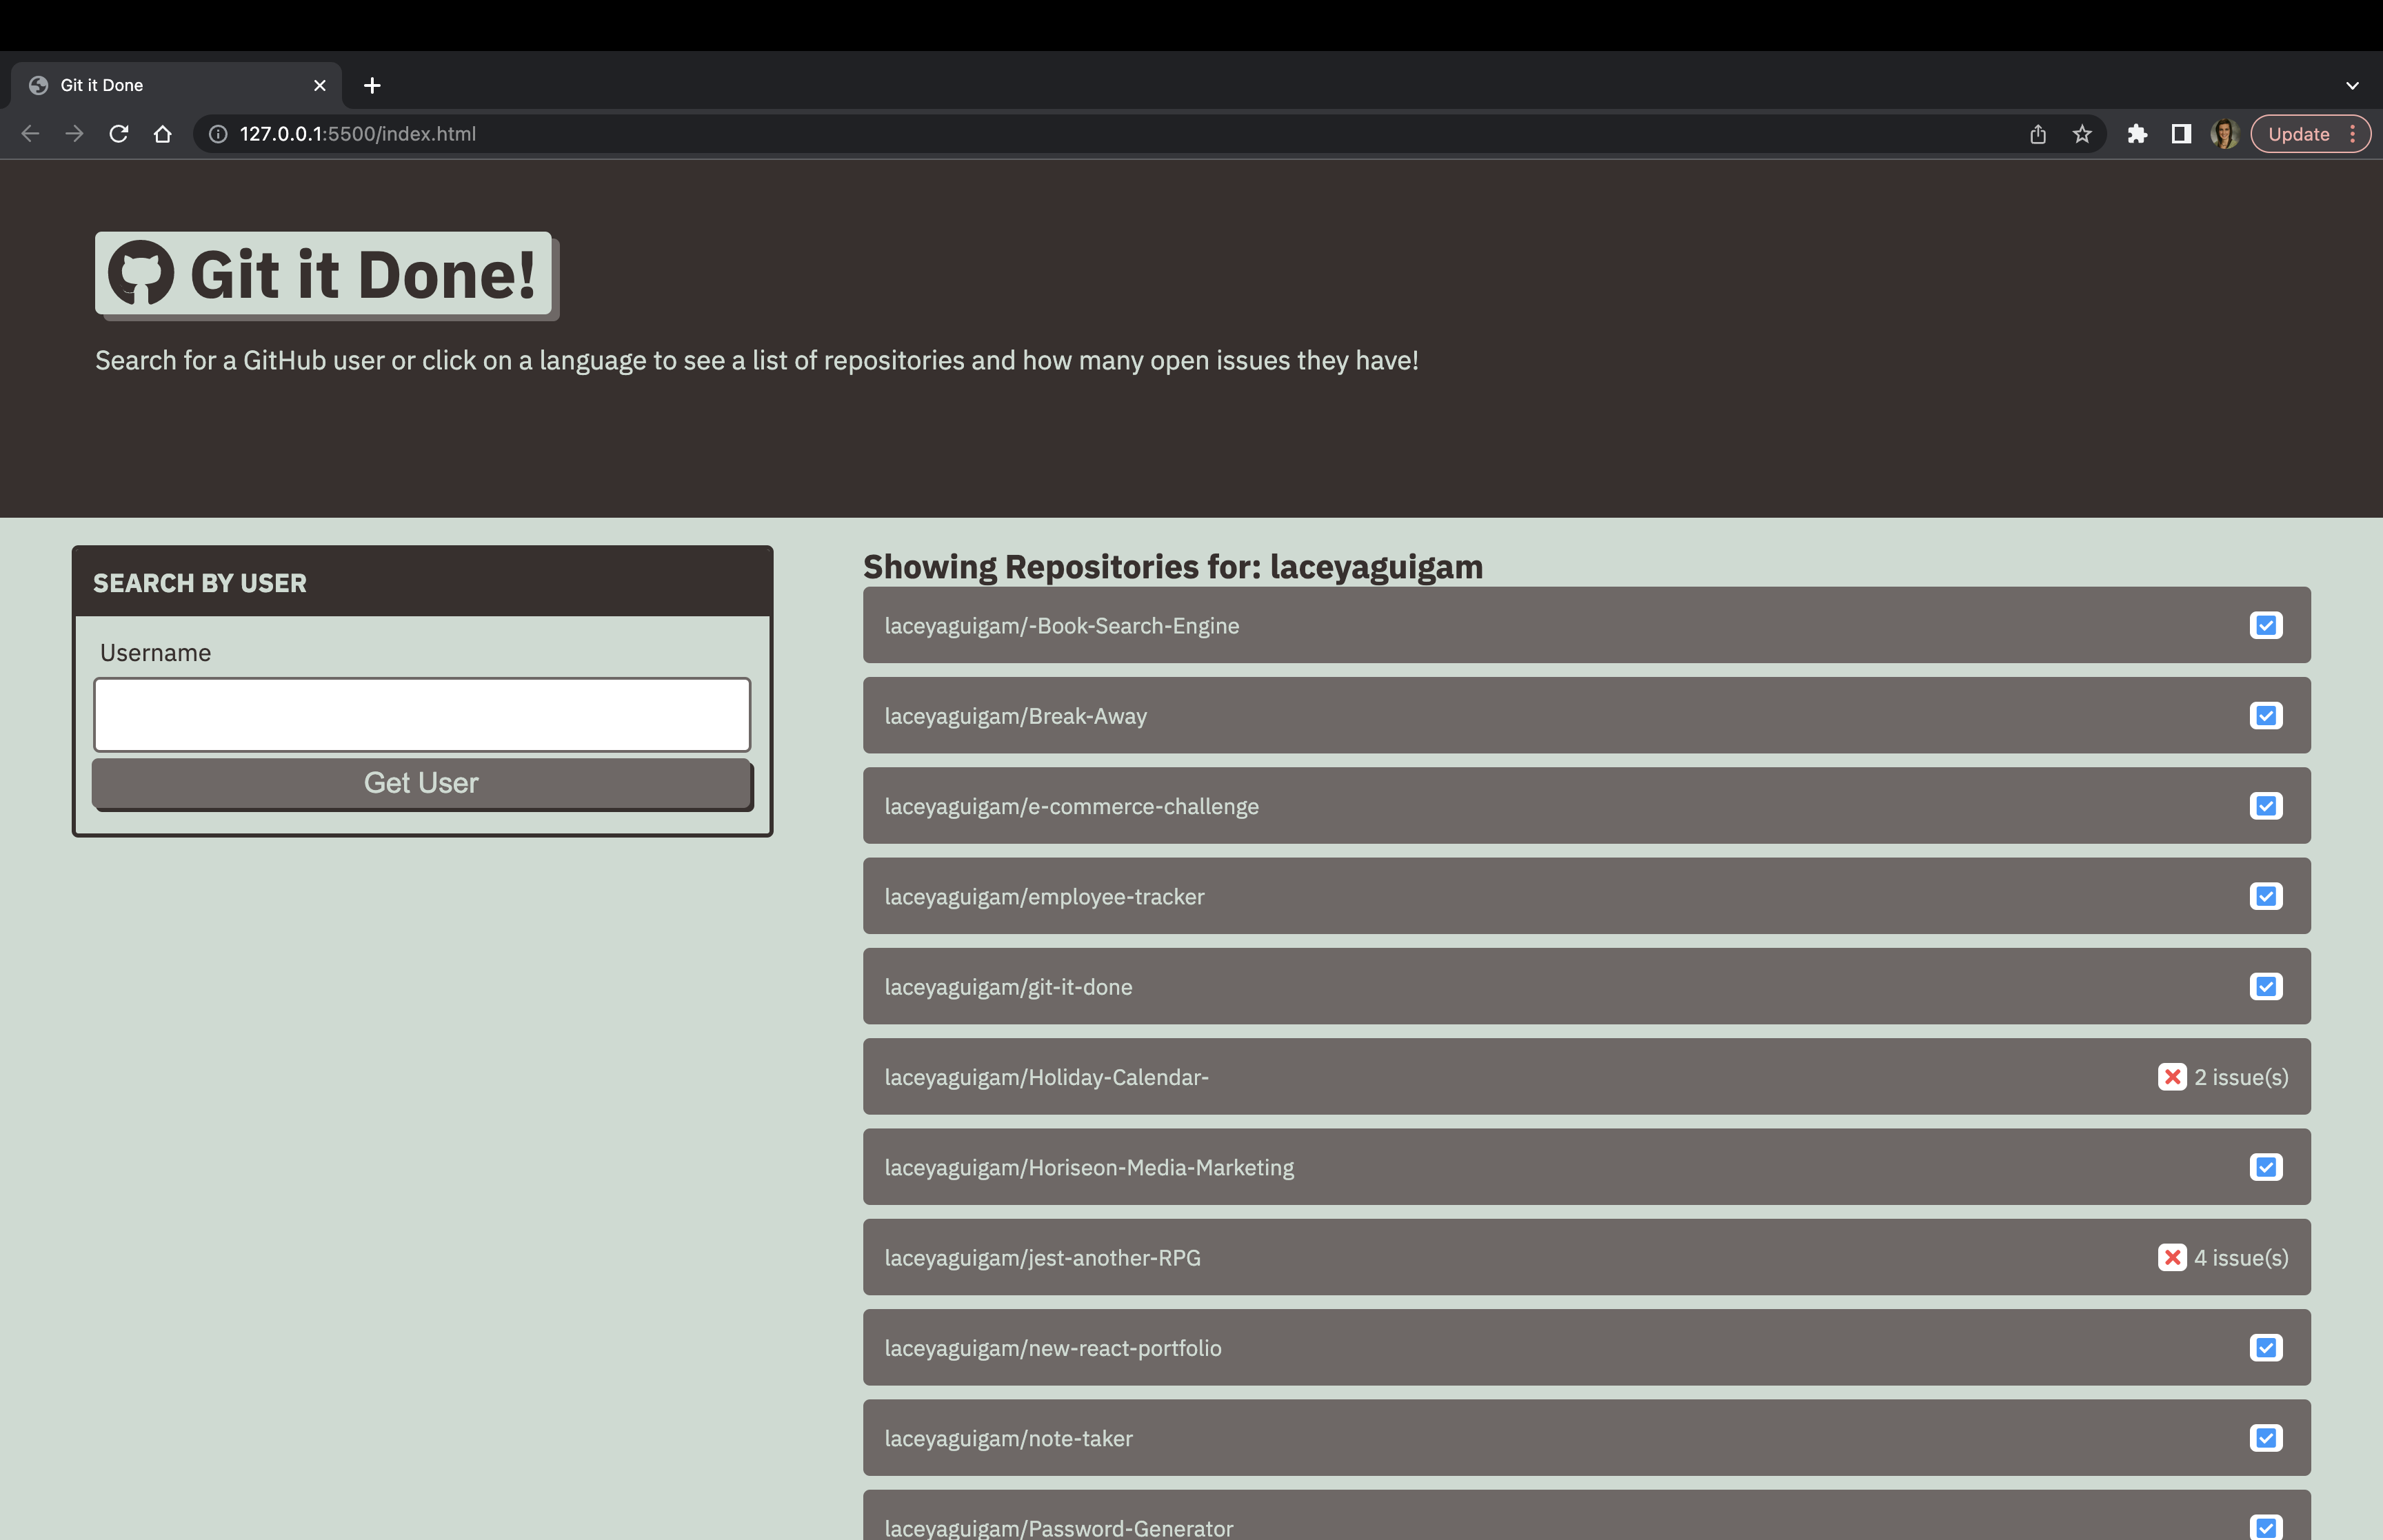 Git it Done
127.0.0.1:5500/index.html
Update
Git it Done!
Search for a GitHub user or click on a language to see a list of repositories and how many open issues they have!
SEARCH BY USER
Username
Get User
Showing Repositories for: laceyaguigam
laceyaguigam/-Book-Search-Engine
laceyaguigam/Break-Away
laceyaguigam/e-commerce-challenge
laceyaguigam/employee-tracker
laceyaguigam/git-it-done
laceyaguigam/Holiday-Calendar- 2 issue(s)
laceyaguigam/Horiseon-Media-Marketing
laceyaguigam/jest-another-RPG 4 issue(s)
laceyaguigam/new-react-portfolio
laceyaguigam/note-taker
laceyaguigam/Password-Generator